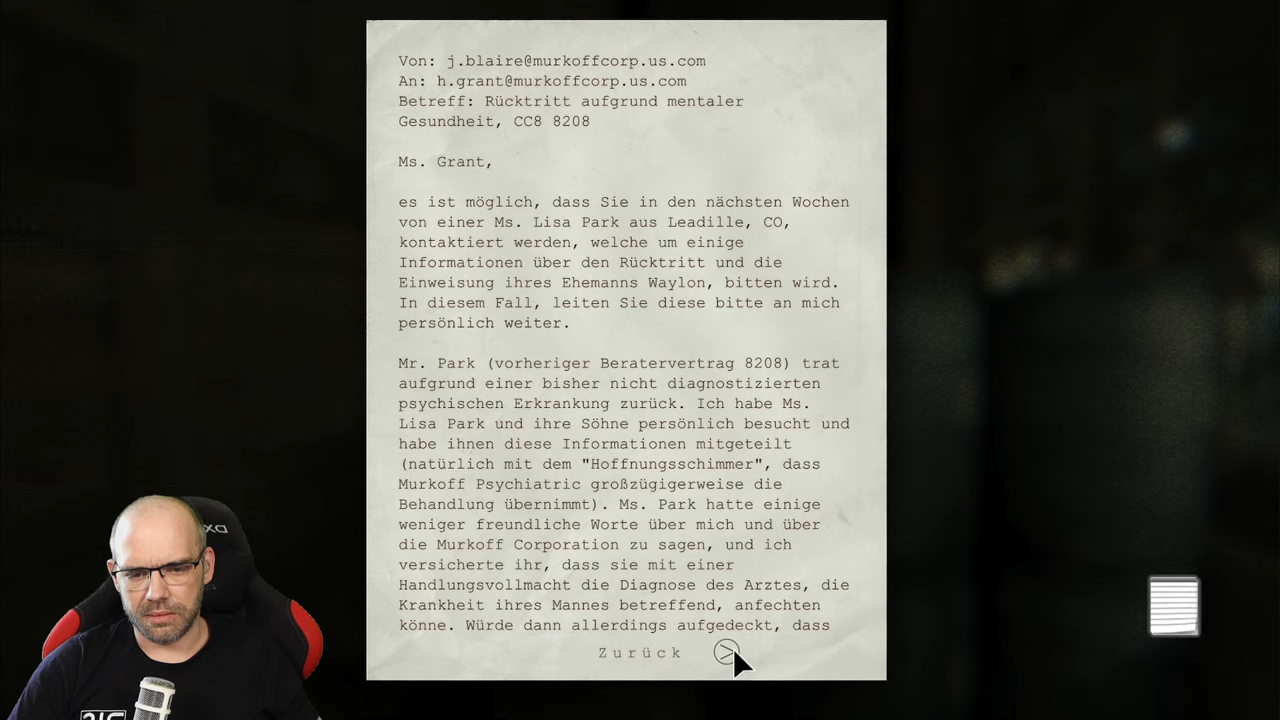 Von: j.blaire@murkoffcorp.us.com
An: h.grant@murkoffcorp.us.com
Betreff: Rücktritt aufgrund mentaler
Gesundheit, CC8 8208
Ms. Grant,
es ist möglich, dass Sie in den nächsten Wochen
von einer Ms. Lisa Park aus Leadille, CO,
kontaktiert werden, welche um einige
Informationen über den Rücktritt und die
Einweisung ihres Ehemanns Waylon, bitten wird.
In diesem Fall, leiten Sie diese bitte an mich
persönlich weiter.
Mr. Park (vorheriger Beratervertrag 8208) trat
aufgrund einer bisher nicht diagnostizierten
psychischen Erkrankung zurück. Ich habe Ms.
Lisa Park und ihre Söhne persönlich besucht und
habe ihnen diese Informationen mitgeteilt
(natürlich mit dem "Hoffnungsschimmer", dass
Murkoff Psychiatric großzügigerweise die
Behandlung übernimmt). Ms. Park hatte einige
weniger freundliche Worte über mich und über
die Murkoff Corporation zu sagen, und ich
versicherte ihr, dass sie mit einer
Handlungsvollmacht die Diagnose des Arztes, die
Krankheit ihres Mannes betreffend, anfechten
könne. Würde dann allerdings aufgedeckt, dass
Zurück >